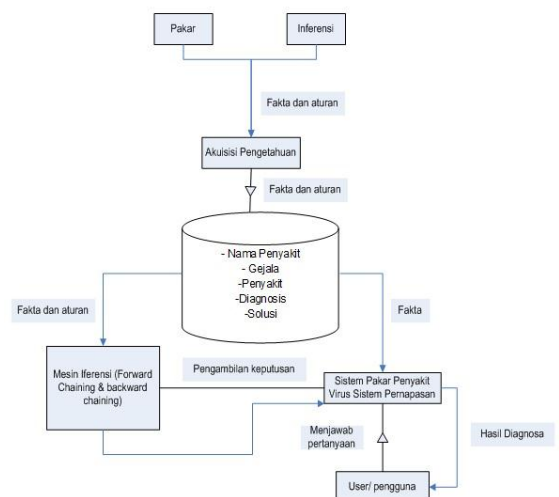 Pakar
Inferensi
Fakta dan aturan
Akuisisi Pengetahuan
Fakta dan aturan
- Nama Penyakit
- Gejala
-Penyakit
-Diagnosis
-Solusi
Fakta dan aturan
Fakta
Mesin Iferensi (Forward
Chaining & backward
chaining)
Pengambilan keputusan
Sistem Pakar Penyakit
Virus Sistem Pernapasan
Menjawab
pertanyaan
Hasil Diagnosa
User/ pengguna